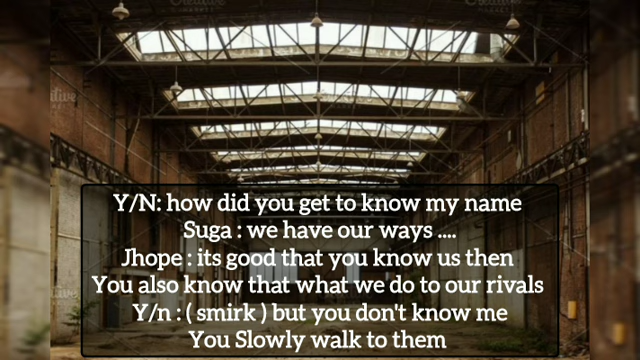 Y/N: how did you get to know my name
Suga : we have our ways ....
Jhope : its good that you know us then
You also know that what we do to our rivals
Y/n : ( smirk ) but you don't know me
You Slowly walk to them